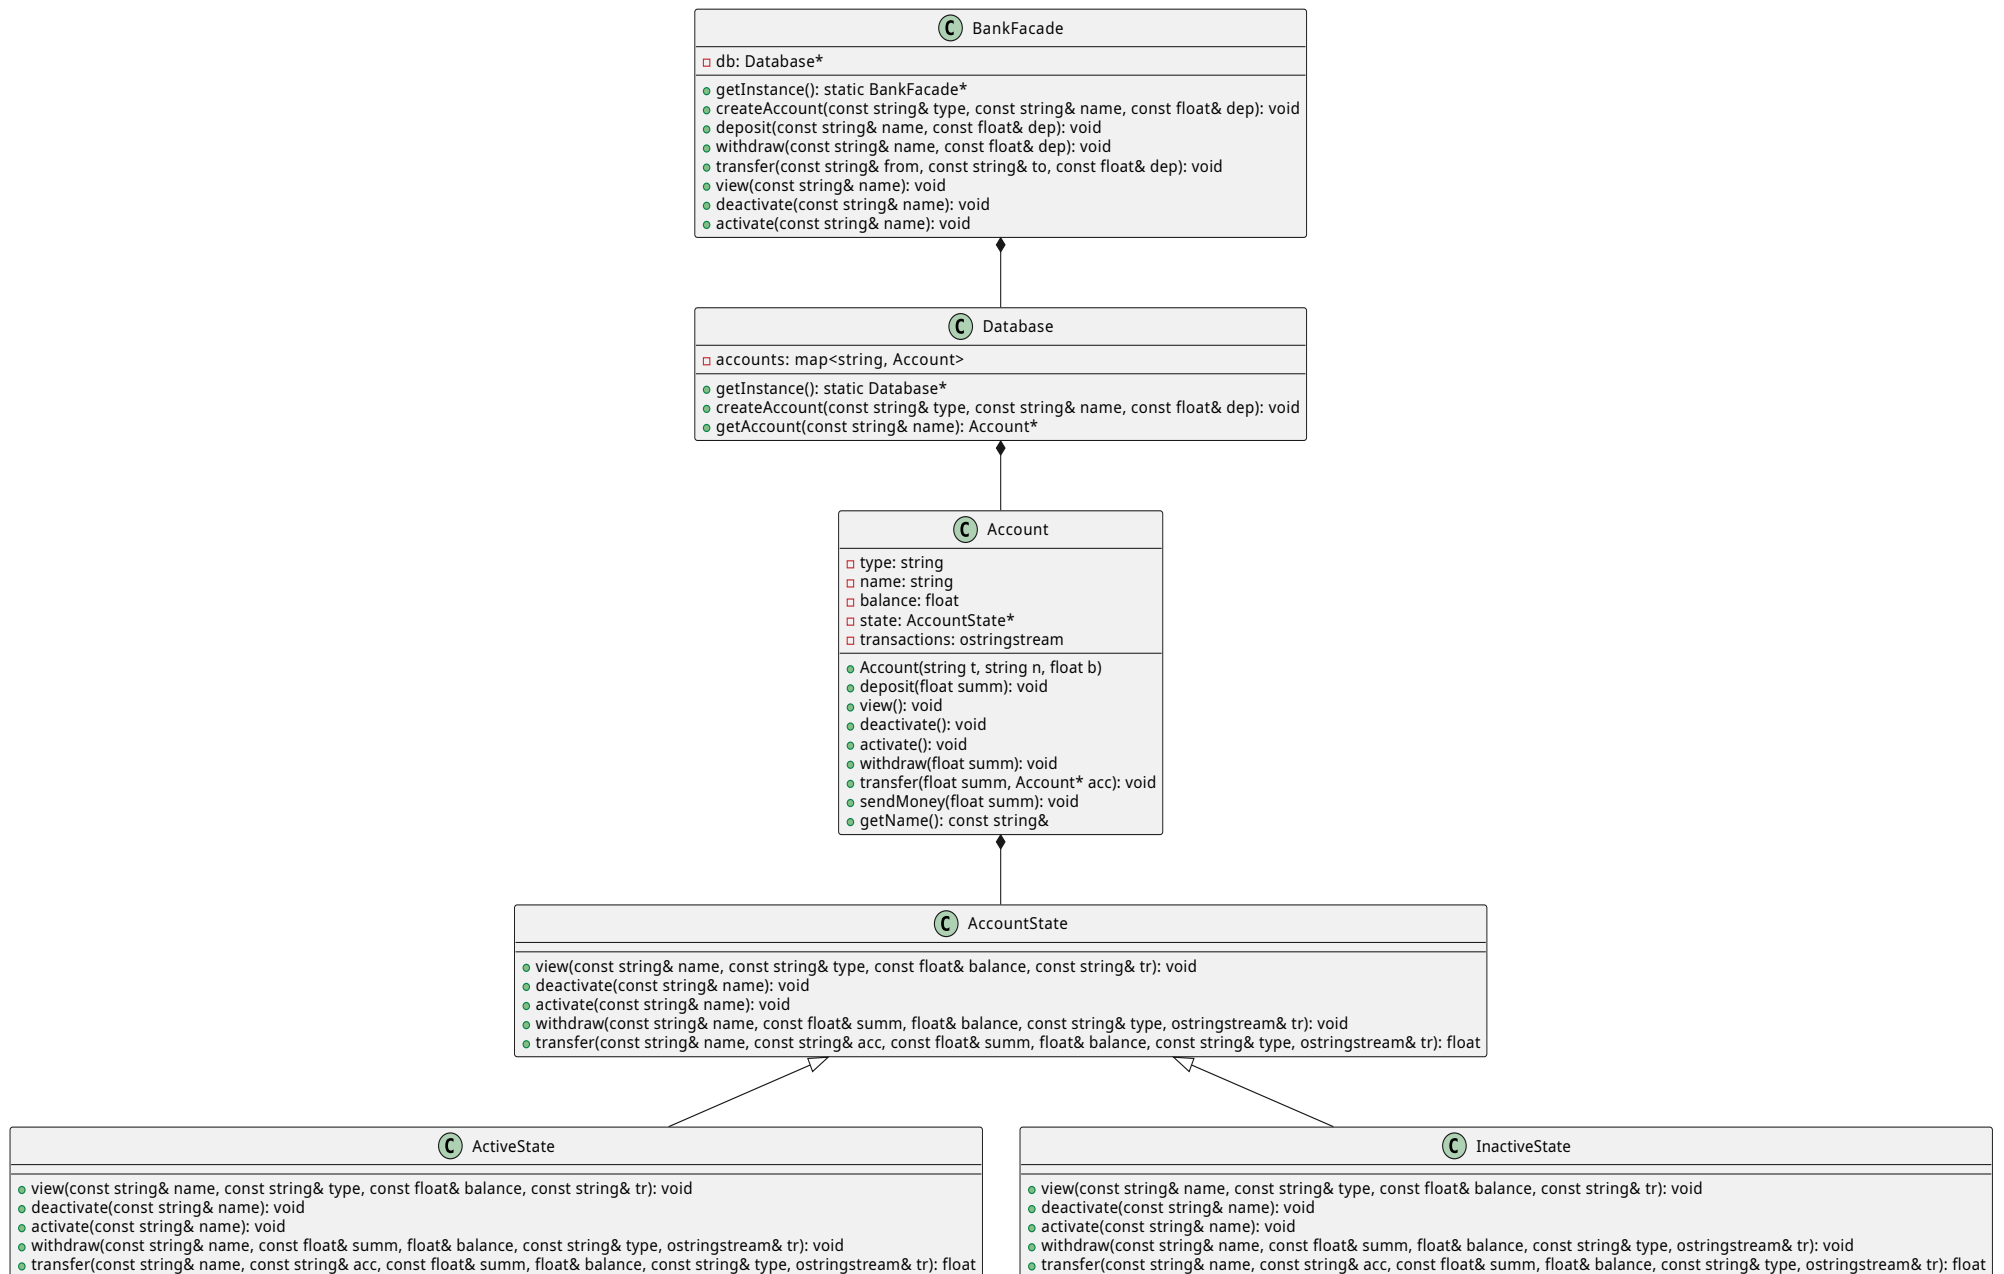 C BankFacade
db: Database*
getInstance(): static BankFacade*
createAccount(const string& type, const string& name, const float& dep): void
deposit(const string& name, const float& dep): void
withdraw(const string& name, const float& dep): void
transfer(const string& from, const string& to, const float& dep): void
view(const string& name): void
deactivate(const string& name): void
activate(const string& name): void
C Database
accounts: map<string, Account>
getInstance(): static Database*
createAccount(const string& type, const string& name, const float& dep): void
getAccount(const string& name): Account*
C Account
type: string
name: string
balance: float
state: AccountState*
transactions: ostringstream
Account(string t, string n, float b)
deposit(float summ): void
view(): void
deactivate(): void
activate(): void
withdraw(float summ): void
transfer(float summ, Account* acc): void
sendMoney(float summ): void
getName(): const string&
C AccountState
view(const string& name, const string& type, const float& balance, const string& tr): void
deactivate(const string& name): void
activate(const string& name): void
withdraw(const string& name, const float& summ, float& balance, const string& type, ostringstream& tr): void
transfer(const string& name, const string& acc, const float& summ, float& balance, const string& type, ostringstream& tr): float
C ActiveState
view(const string& name, const string& type, const float& balance, const string& tr): void
deactivate(const string& name): void
activate(const string& name): void
withdraw(const string& name, const float& summ, float& balance, const string& type, ostringstream& tr): void
transfer(const string& name, const string& acc, const float& summ, float& balance, const string& type, ostringstream& tr): float
C InactiveState
view(const string& name, const string& type, const float& balance, const string& tr): void
deactivate(const string& name): void
activate(const string& name): void
withdraw(const string& name, const float& summ, float& balance, const string& type, ostringstream& tr): void
transfer(const string& name, const string& acc, const float& summ, float& balance, const string& type, ostringstream& tr): float